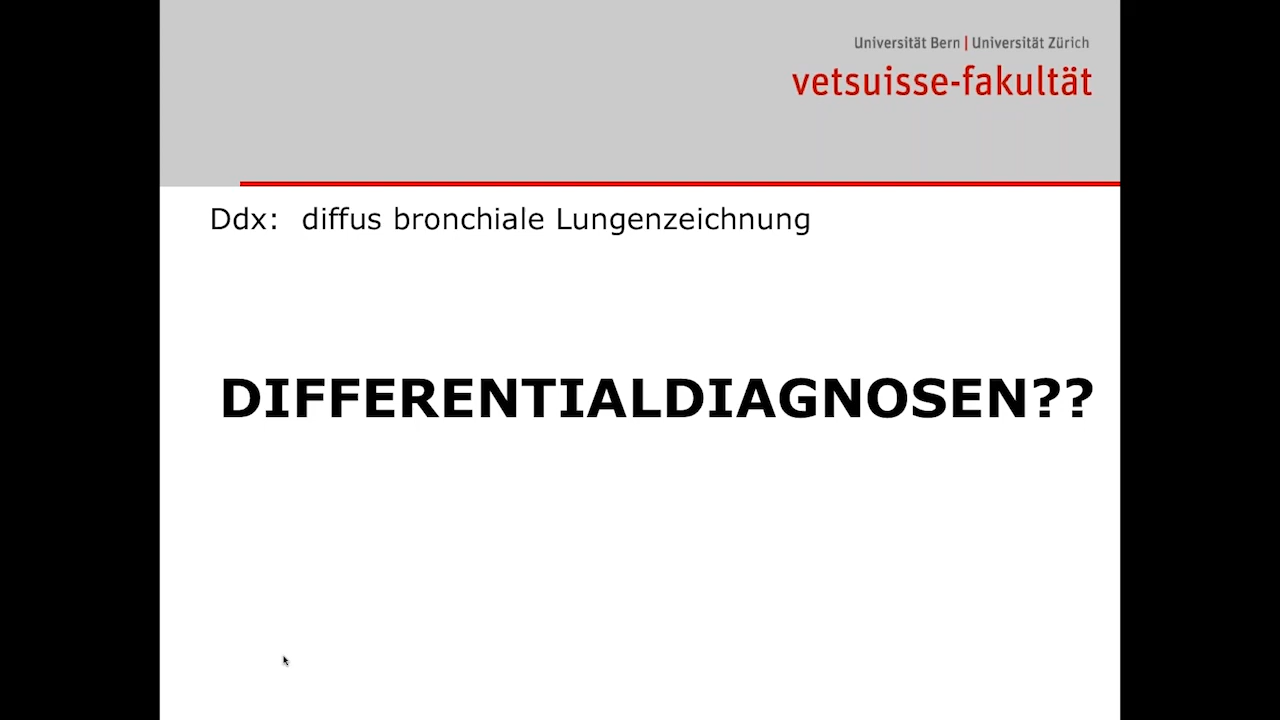 Universität Bern | Universität Zürich
vetsuisse-fakultät
Ddx: diffus bronchiale Lungenzeichnung
DIFFERENTIALDIAGNOSEN??